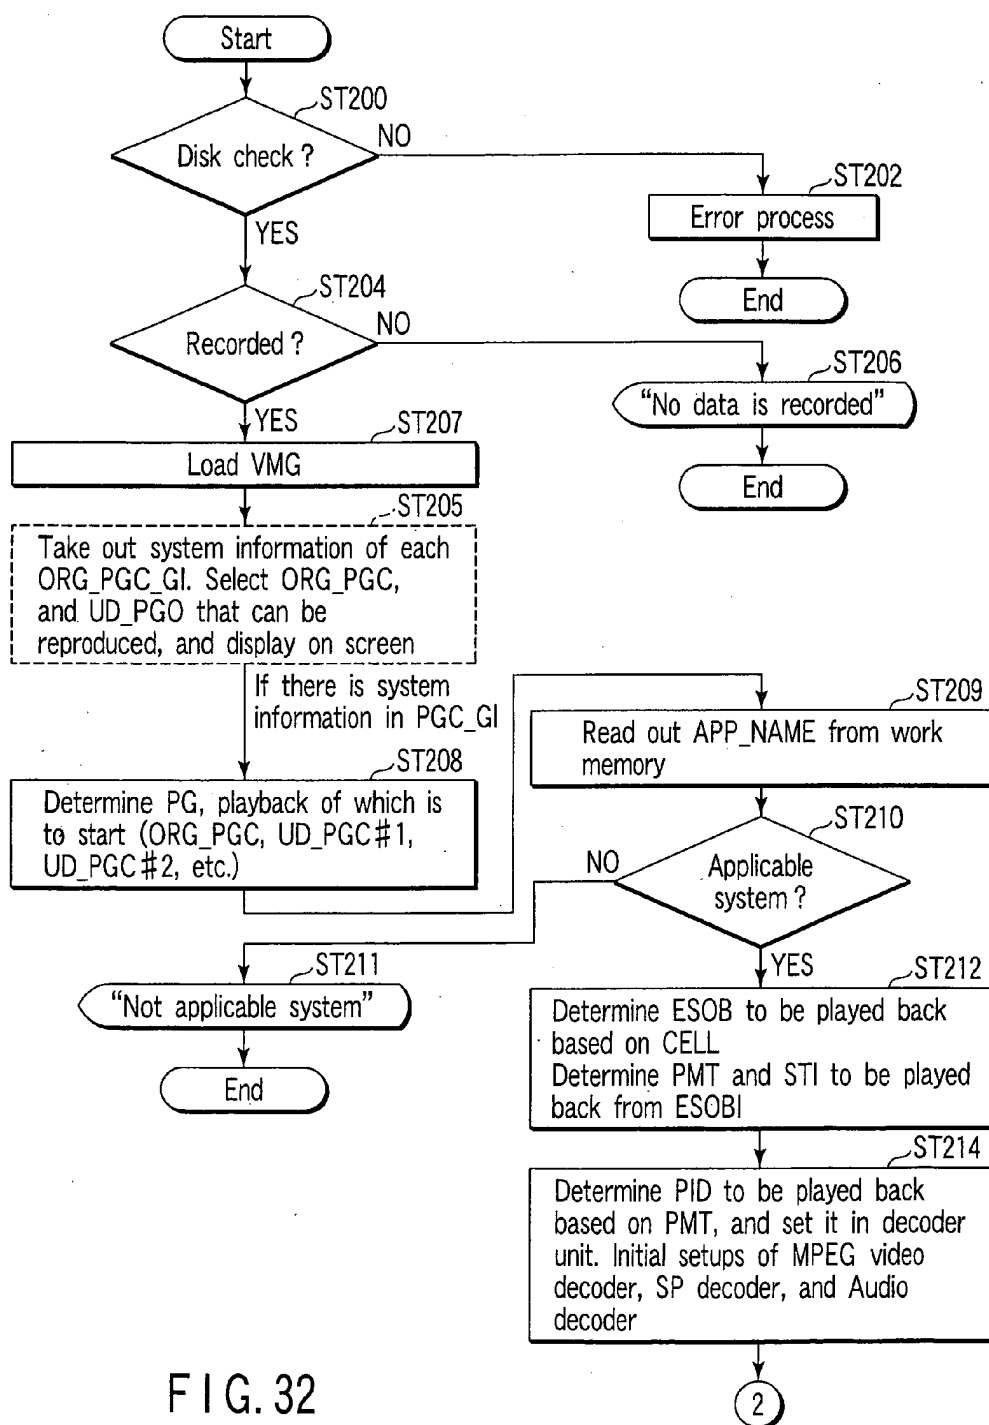 Start
ST200
Disk check ?
NO
YES
ST202
Error process
End
ST204
Recorded ?
NO
YES
ST206
“No data is recorded”
End
ST207
Load VMG
ST205
Take out system information of each
ORG_PGC_GI. Select ORG_PGC,
and UD_PGO that can be
reproduced, and display on screen
If there is system
information in PGC_GI
ST208
Determine PG, playback of which is
to start (ORG_PGC, UD_PGC#1,
UD_PGC#2, etc.)
ST209
Read out APP_NAME from work
memory
ST210
Applicable
system ?
NO
YES
ST211
“Not applicable system”
End
ST212
Determine ESOB to be played back
based on CELL
Determine PMT and STI to be played
back from ESOBI
ST214
Determine PID to be played back
based on PMT, and set it in decoder
unit. Initial setups of MPEG video
decoder, SP decoder, and Audio
decoder
2
FIG. 32